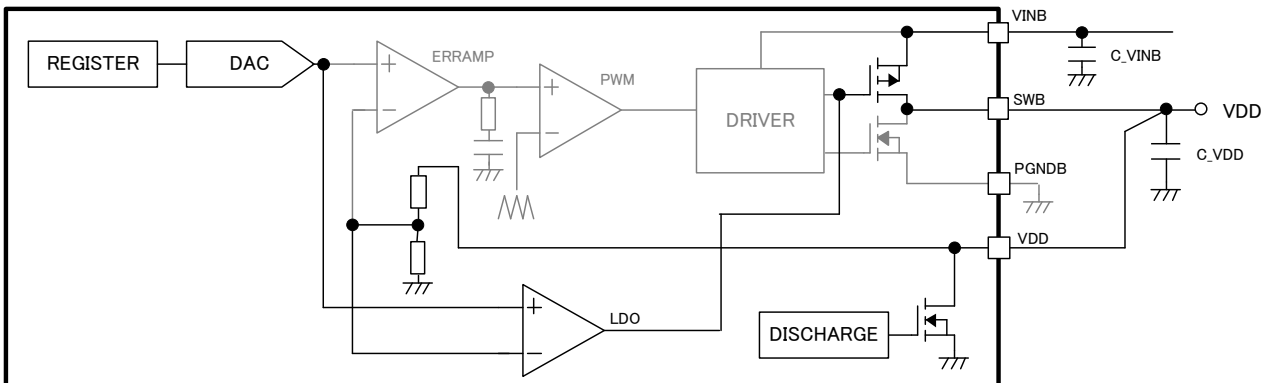 VINB
REGISTER
DAC
ERRAMP
PWM
DRIVER
C_VINB
SWB
VDD
C_VDD
PGNDB
VDD
LDO
DISCHARGE